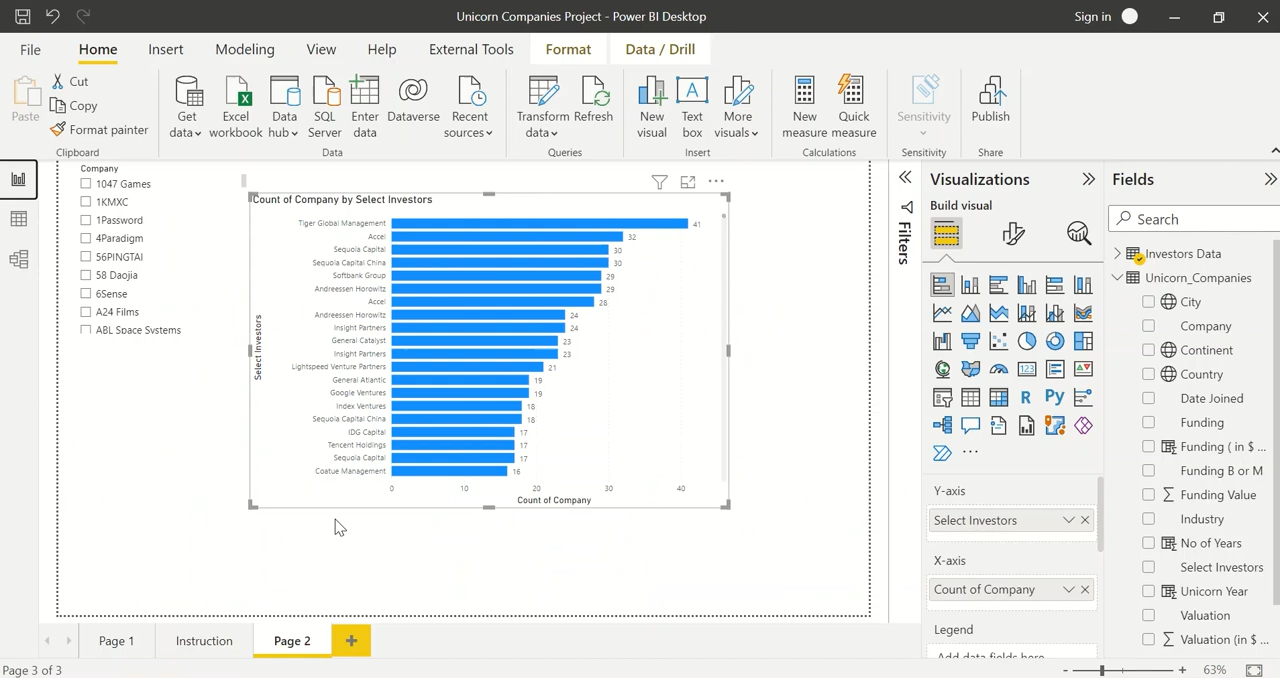 Unicorn Companies Project - Power BI Desktop
Sign in
File
Home
Insert
Modeling
View
Help
External Tools
Format
Data / Drill
Paste
Cut
Copy
Format painter
Clipboard
Get data
Excel workbook
Data hub
SQL Server
Enter data
Dataverse
Recent sources
Data
Transform data
Refresh
Queries
New visual
Text box
More visuals
Insert
New measure
Quick measure
Calculations
Sensitivity
Sensitivity
Publish
Share
Company
1047 Games
1KMXC
1Password
4Paradigm
56PINGTAI
58 Daojia
6Sense
A24 Films
ABL Space Systems
Count of Company by Select Investors
Select Investors
Tiger Global Management 41
Accel 32
Sequoia Capital 30
Sequoia Capital China 30
Softbank Group 29
Andreessen Horowitz 29
Accel 28
Andreessen Horowitz 24
Insight Partners 24
General Catalyst 23
Insight Partners 23
Lightspeed Venture Partners 21
General Atlantic 19
Google Ventures 19
Index Ventures 18
Sequoia Capital China 18
IDG Capital 17
Tencent Holdings 17
Sequoia Capital 17
Coatue Management 16
0 10 20 30 40
Count of Company
Filters
Visualizations
Build visual
R
Py
Y-axis
Select Investors
X-axis
Count of Company
Legend
Add data fields here
Fields
Search
Investors Data
Unicorn_Companies
City
Company
Continent
Country
Date Joined
Funding
Funding ( in $ ...
Funding B or M
Funding Value
Industry
No of Years
Select Investors
Unicorn Year
Valuation
Valuation (in $ ...
Page 1
Instruction
Page 2
Page 3 of 3
63%